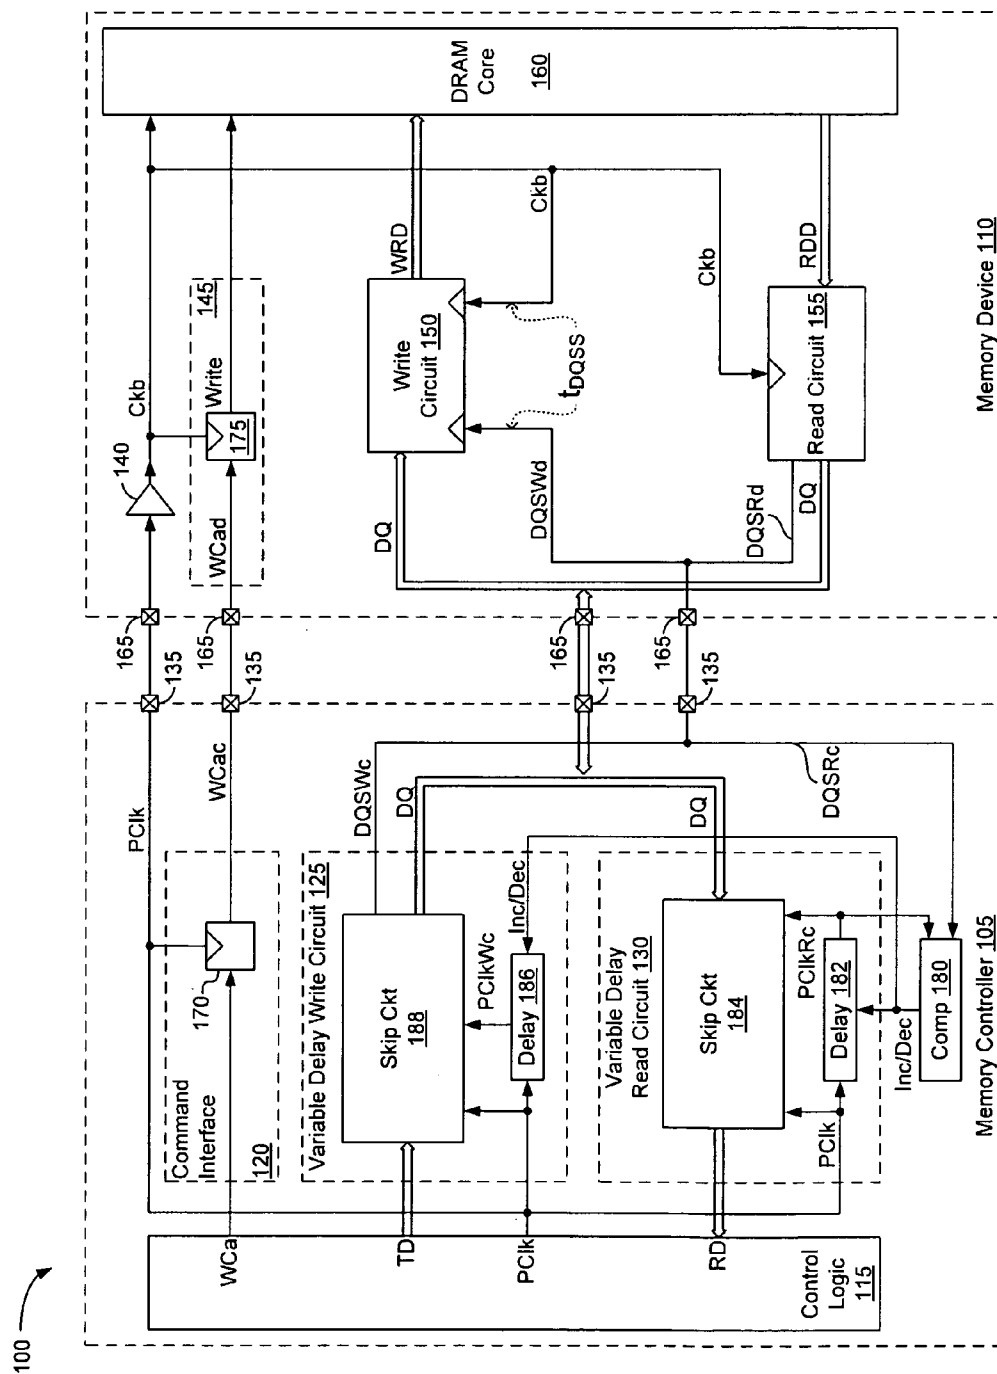 100
Control
Logic
115
WCa
TD
PClk
RD
Command
Interface
120
170
PClk
WCac
Variable Delay Write Circuit 125
Skip Ckt
188
DQSWc
DQ
PClkWc
Delay 186
Inc/Dec
Variable Delay
Read Circuit 130
Skip Ckt
184
DQ
PClkRc
Delay 182
PClk
Inc/Dec
Comp 180
DQSRc
Memory Controller 105
135
135
135
135
165
165
165
165
140
Ckb
WCad
175
Write
145
DQ
Write
Circuit 150
WRD
DQSWd
tDQSS
Ckb
Ckb
DQSRd
DQ
Read Circuit 155
RDD
DRAM
Core
160
Memory Device 110